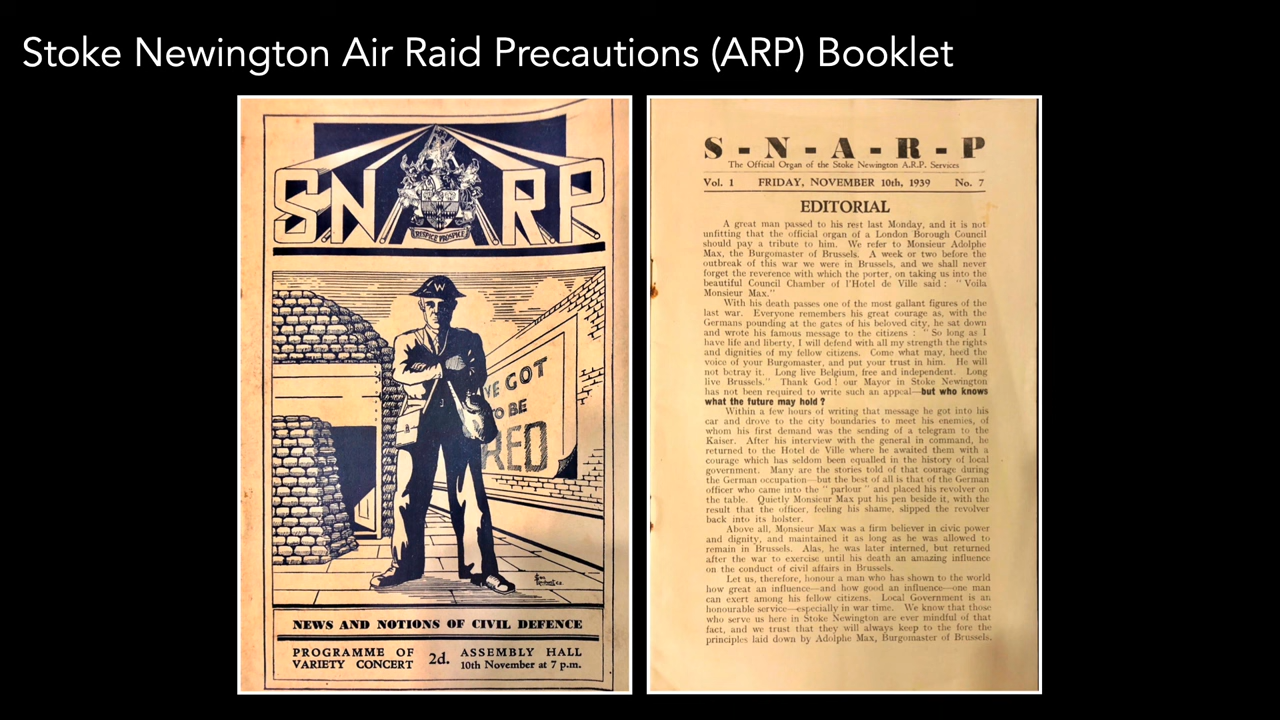 Stoke Newington Air Raid Precautions (ARP) Booklet
S.N.A.R.P
RESPICE PROSPICE
W
'VE GOT
TO BE
RED
NEWS AND NOTIONS OF CIVIL DEFENCE
PROGRAMME OF
VARIETY CONCERT
2d.
ASSEMBLY HALL
10th November at 7 p.m.
S - N - A - R - P
The Official Organ of the Stoke Newington A.R.P. Services
Vol. 1 FRIDAY, NOVEMBER 10th, 1939 No. 7
EDITORIAL
A great man passed to his rest last Monday, and it is not
unfitting that the official organ of a London Borough Council
should pay a tribute to him. We refer to Monsieur Adolphe
Max, the Burgomaster of Brussels. A week or two before the
outbreak of this war we were in Brussels, and we shall never
forget the reverence with which the porter, on taking us into the
beautiful Council Chamber of l'Hotel de Ville said : " Voila
Monsieur Max."
With his death passes one of the most gallant figures of the
last war. Everyone remembers his great courage as, with the
Germans pounding at the gates of his beloved city, he sat down
and wrote his famous message to the citizens : " So long as I
have life and liberty, I will defend with all my strength the rights
and dignities of my fellow citizens. Come what may, heed the
voice of your Burgomaster, and put your trust in him. He will
not betray it. Long live Belgium, free and independent. Long
live Brussels." Thank God ! our Mayor in Stoke Newington
has not been required to write such an appeal—but who knows
what the future may hold ?
Within a few hours of writing that message he got into his
car and drove to the city boundaries to meet his enemies, of
whom his first demand was the sending of a telegram to the
Kaiser. After his interview with the general in command, he
returned to the Hotel de Ville where he awaited them with a
courage which has seldom been equalled in the history of local
government. Many are the stories told of that courage during
the German occupation—but the best of all is that of the German
officer who came into the " parlour " and placed his revolver on
the table. Quietly Monsieur Max put his pen beside it, with the
result that the officer, feeling his shame, slipped the revolver
back into its holster.
Above all, Monsieur Max was a firm believer in civic power
and dignity, and maintained it as long as he was allowed to
remain in Brussels. Alas, he was later interned, but returned
after the war to exercise until his death an amazing influence
on the conduct of civil affairs in Brussels.
Let us, therefore, honour a man who has shown to the world
how great an influence—and how good an influence—one man
can exert among his fellow citizens. Local Government is an
honourable service—especially in war time. We know that those
who serve us here in Stoke Newington are ever mindful of that
fact, and we trust that they will always keep to the fore the
principles laid down by Adolphe Max, Burgomaster of Brussels.